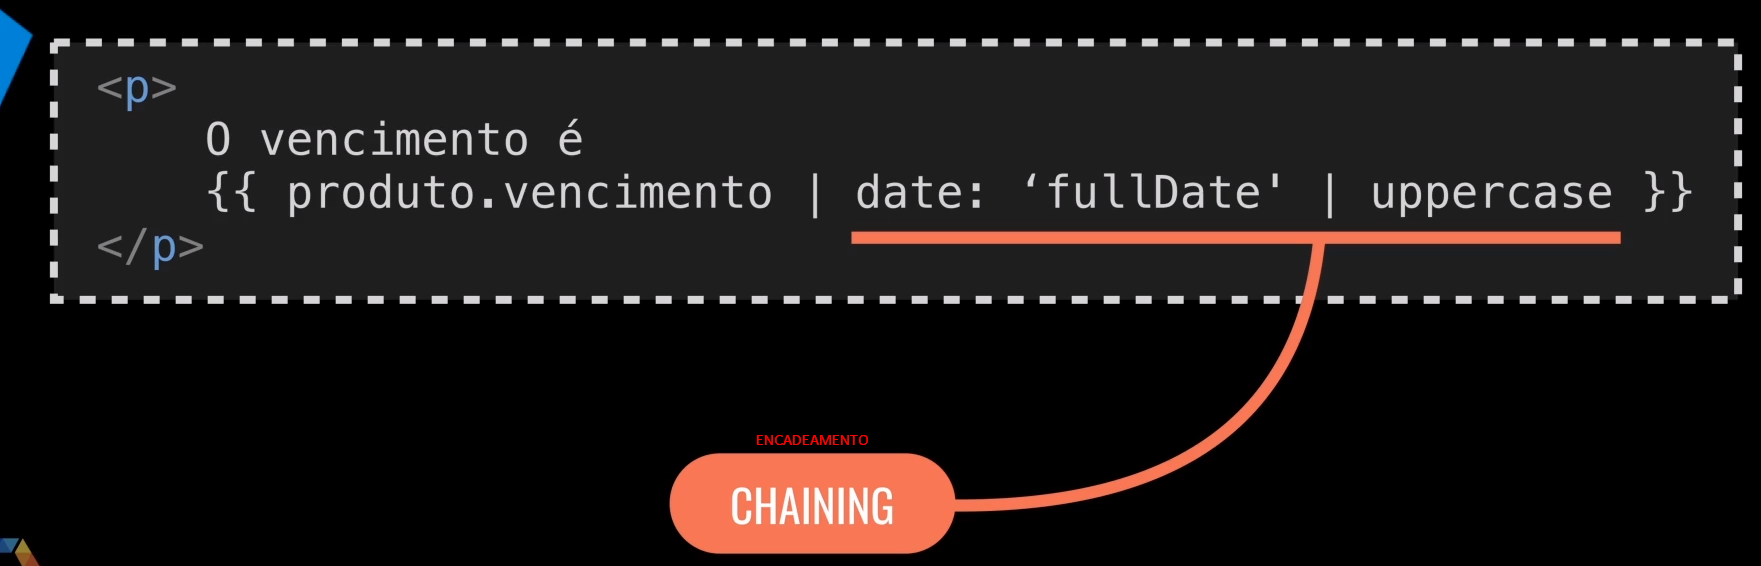 <p>
O vencimento é
{{ produto.vencimento | date: ‘fullDate' | uppercase }}
</p>
ENCADEAMENTO
CHAINING